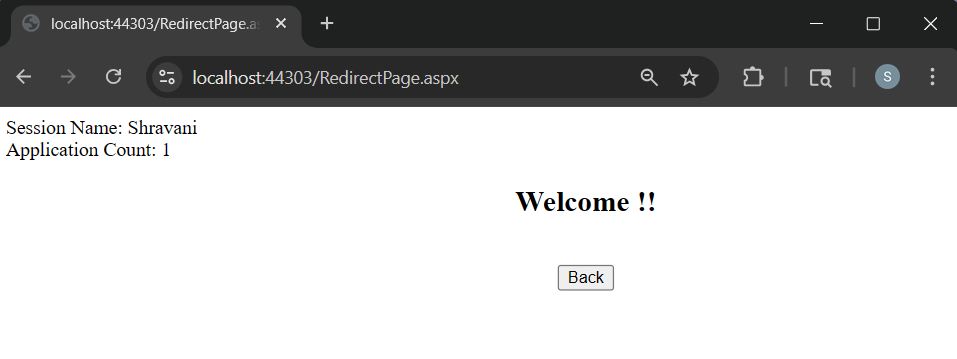 localhost:44303/RedirectPage.as
localhost:44303/RedirectPage.aspx
S
Session Name: Shravani
Application Count: 1
Welcome !!
Back